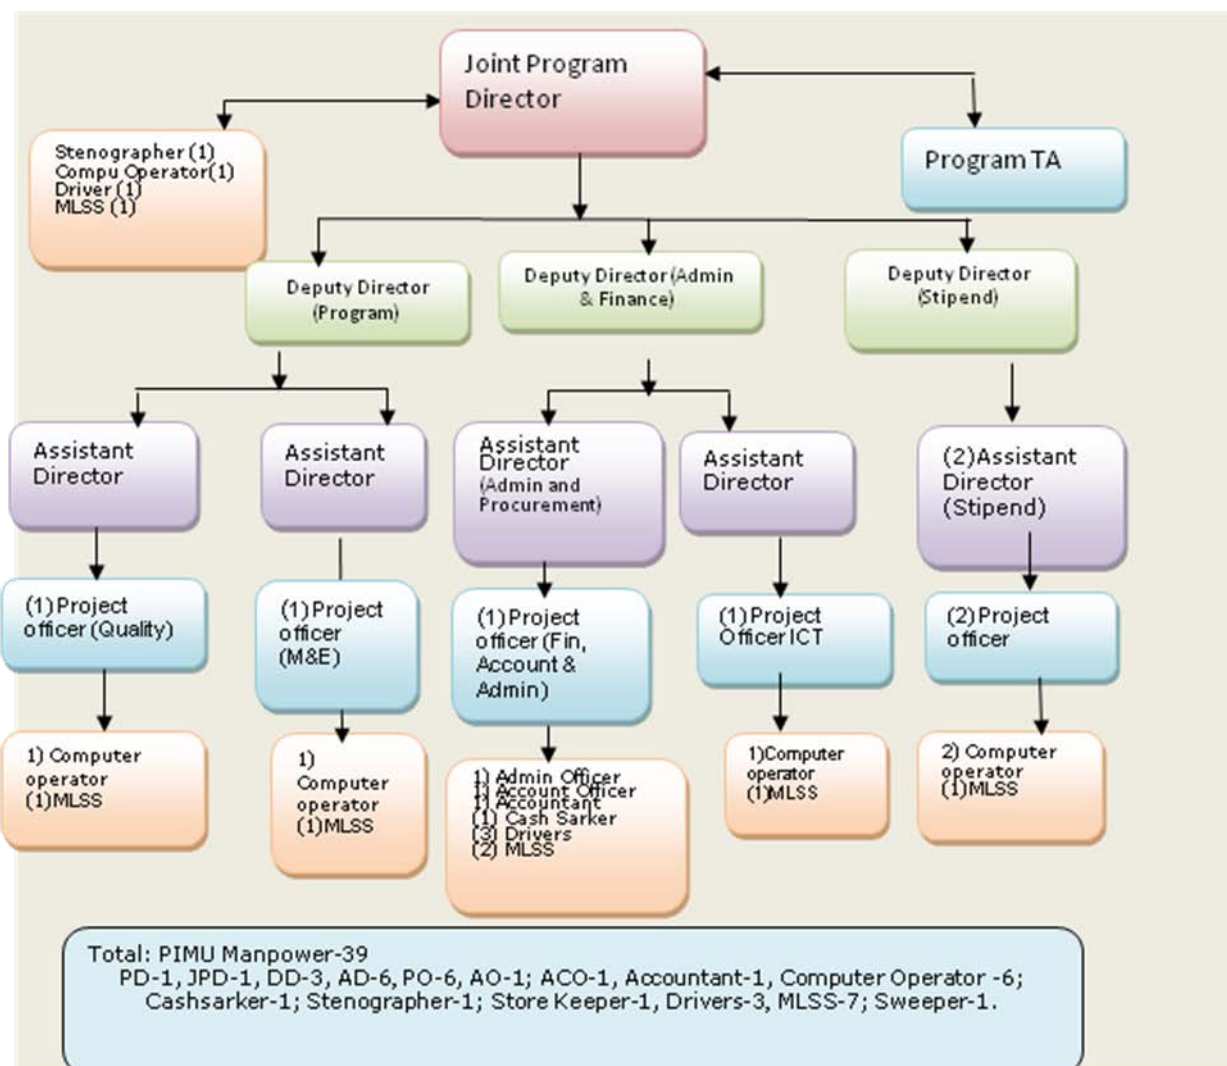 Joint Program
Director
Stenographer (1)
Compu Operator(1)
Driver (1)
MLSS (1)
Program TA
Deputy Director
(Program)
Deputy Director (Admin
& Finance)
Deputy Director
(Stipend)
Assistant
Director
Assistant
Director
Assistant
Director
(Admin and
Procurement)
Assistant
Director
(2)Assistant
Director
(Stipend)
(1) Project
officer (Quality)
(1) Project
officer
(M&E)
(1) Project
officer (Fin,
Account &
Admin)
(1) Project
Officer ICT
(2) Project
officer
1) Computer
operator
(1)MLSS
1)
Computer
operator
(1)MLSS
1) Admin Officer
1) Account Officer
1) Accountant
(1) Cash Sarker
(3) Drivers
(2) MLSS
1)Computer
operator
(1)MLSS
2) Computer
operator
(1)MLSS
Total: PIMU Manpower-39
PD-1, JPD-1, DD-3, AD-6, PO-6, AO-1; ACO-1, Accountant-1, Computer Operator -6;
Cashsarker-1; Stenographer-1; Store Keeper-1, Drivers-3, MLSS-7; Sweeper-1.